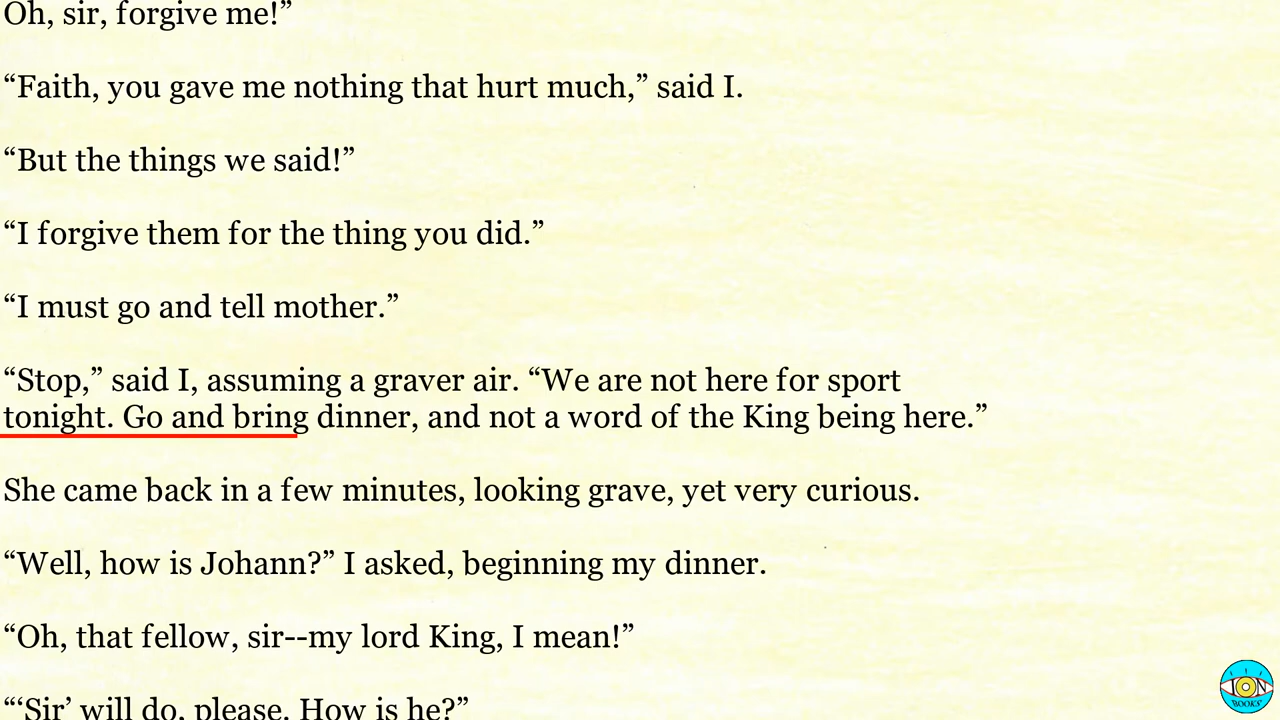 Oh, sir, forgive me!”
“Faith, you gave me nothing that hurt much,” said I.
“But the things we said!”
“I forgive them for the thing you did.”
“I must go and tell mother.”
“Stop,” said I, assuming a graver air. “We are not here for sport
tonight. Go and bring dinner, and not a word of the King being here.”
She came back in a few minutes, looking grave, yet very curious.
“Well, how is Johann?” I asked, beginning my dinner.
“Oh, that fellow, sir--my lord King, I mean!”
“‘Sir’ will do, please. How is he?”
ION
BOOKS